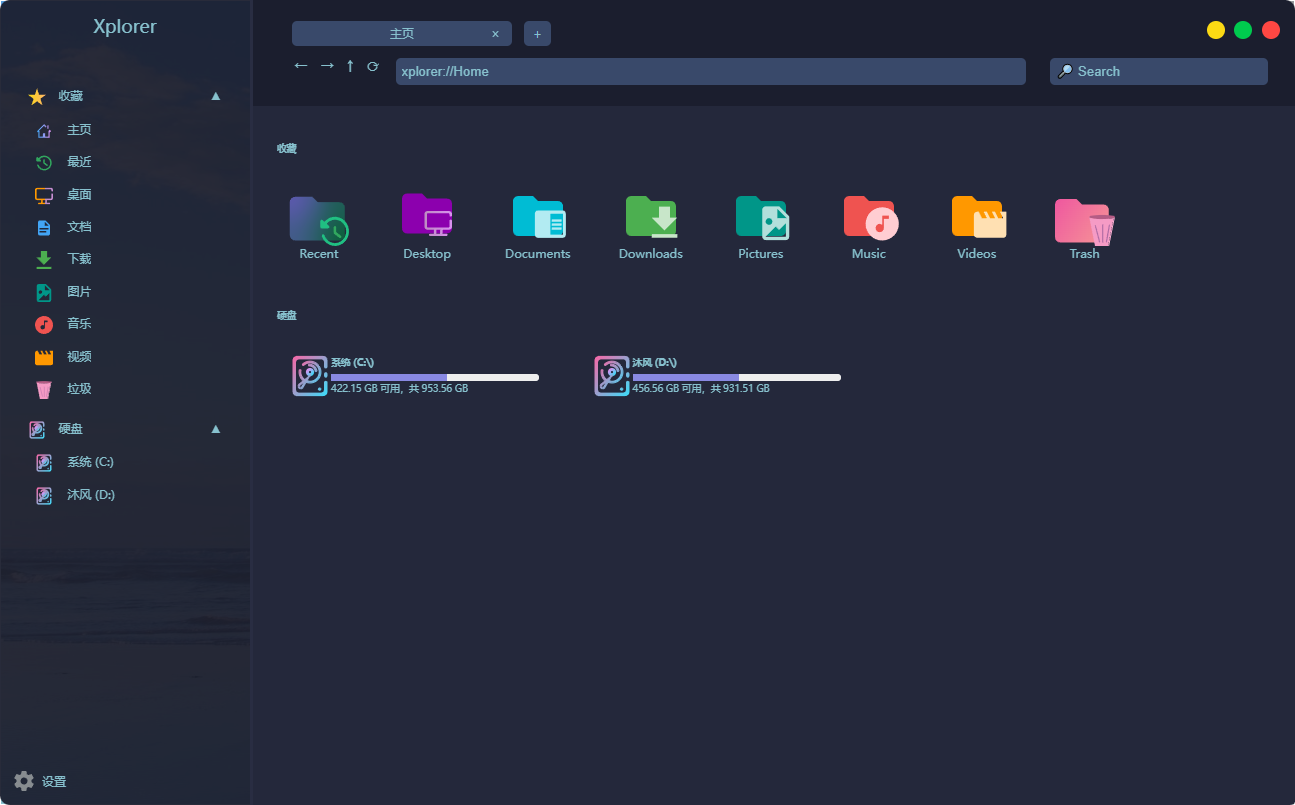 Xplorer
收藏
主页
最近
桌面
文档
下载
图片
音乐
视频
垃圾
硬盘
系统 (C:)
沐风 (D:)
设置
主页
xplorer://Home
Search
收藏
Recent
Desktop
Documents
Downloads
Pictures
Music
Videos
Trash
硬盘
系统 (C:\)
422.15 GB 可用，共 953.56 GB
沐风 (D:\)
456.56 GB 可用，共 931.51 GB